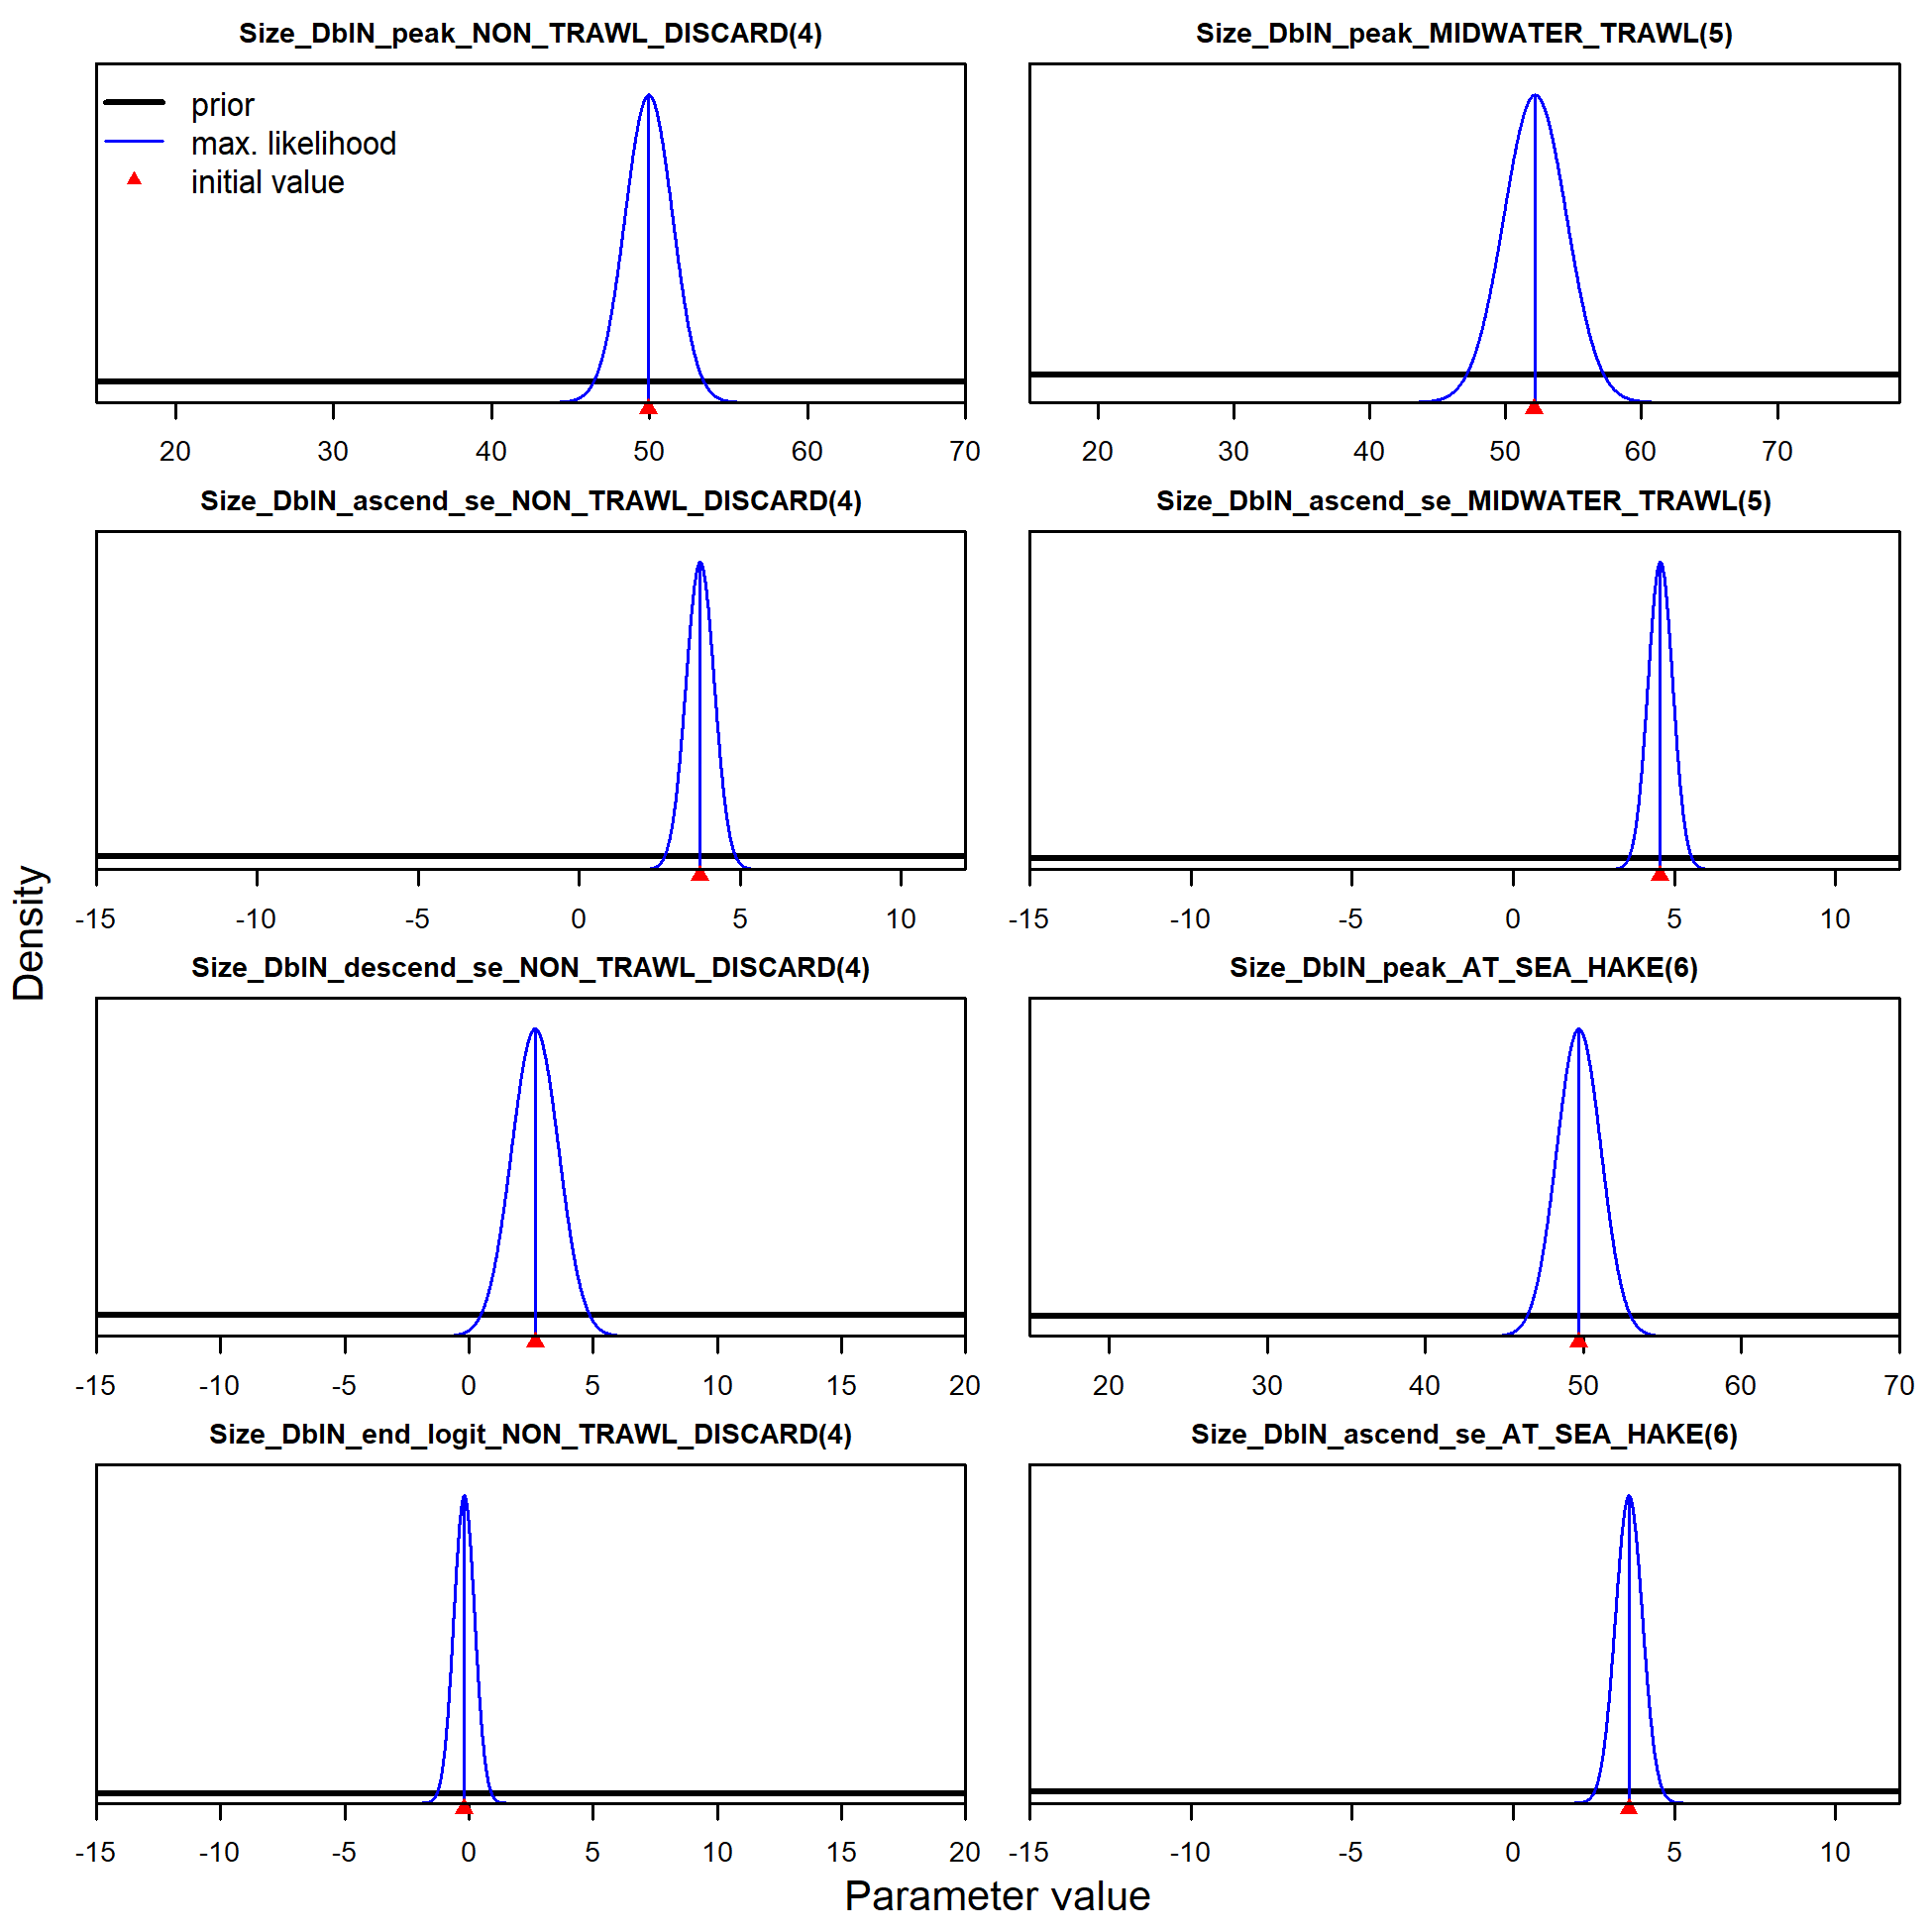 Size_DblN_peak_NON_TRAWL_DISCARD(4)
prior
max. likelihood
initial value
20 30 40 50 60 70
Size_DblN_peak_MIDWATER_TRAWL(5)
20 30 40 50 60 70
Size_DblN_ascend_se_NON_TRAWL_DISCARD(4)
-15 -10 -5 0 5 10
Size_DblN_ascend_se_MIDWATER_TRAWL(5)
-15 -10 -5 0 5 10
Size_DblN_descend_se_NON_TRAWL_DISCARD(4)
-15 -10 -5 0 5 10 15 20
Size_DblN_peak_AT_SEA_HAKE(6)
20 30 40 50 60 70
Size_DblN_end_logit_NON_TRAWL_DISCARD(4)
-15 -10 -5 0 5 10 15 20
Size_DblN_ascend_se_AT_SEA_HAKE(6)
-15 -10 -5 0 5 10
Density
Parameter value